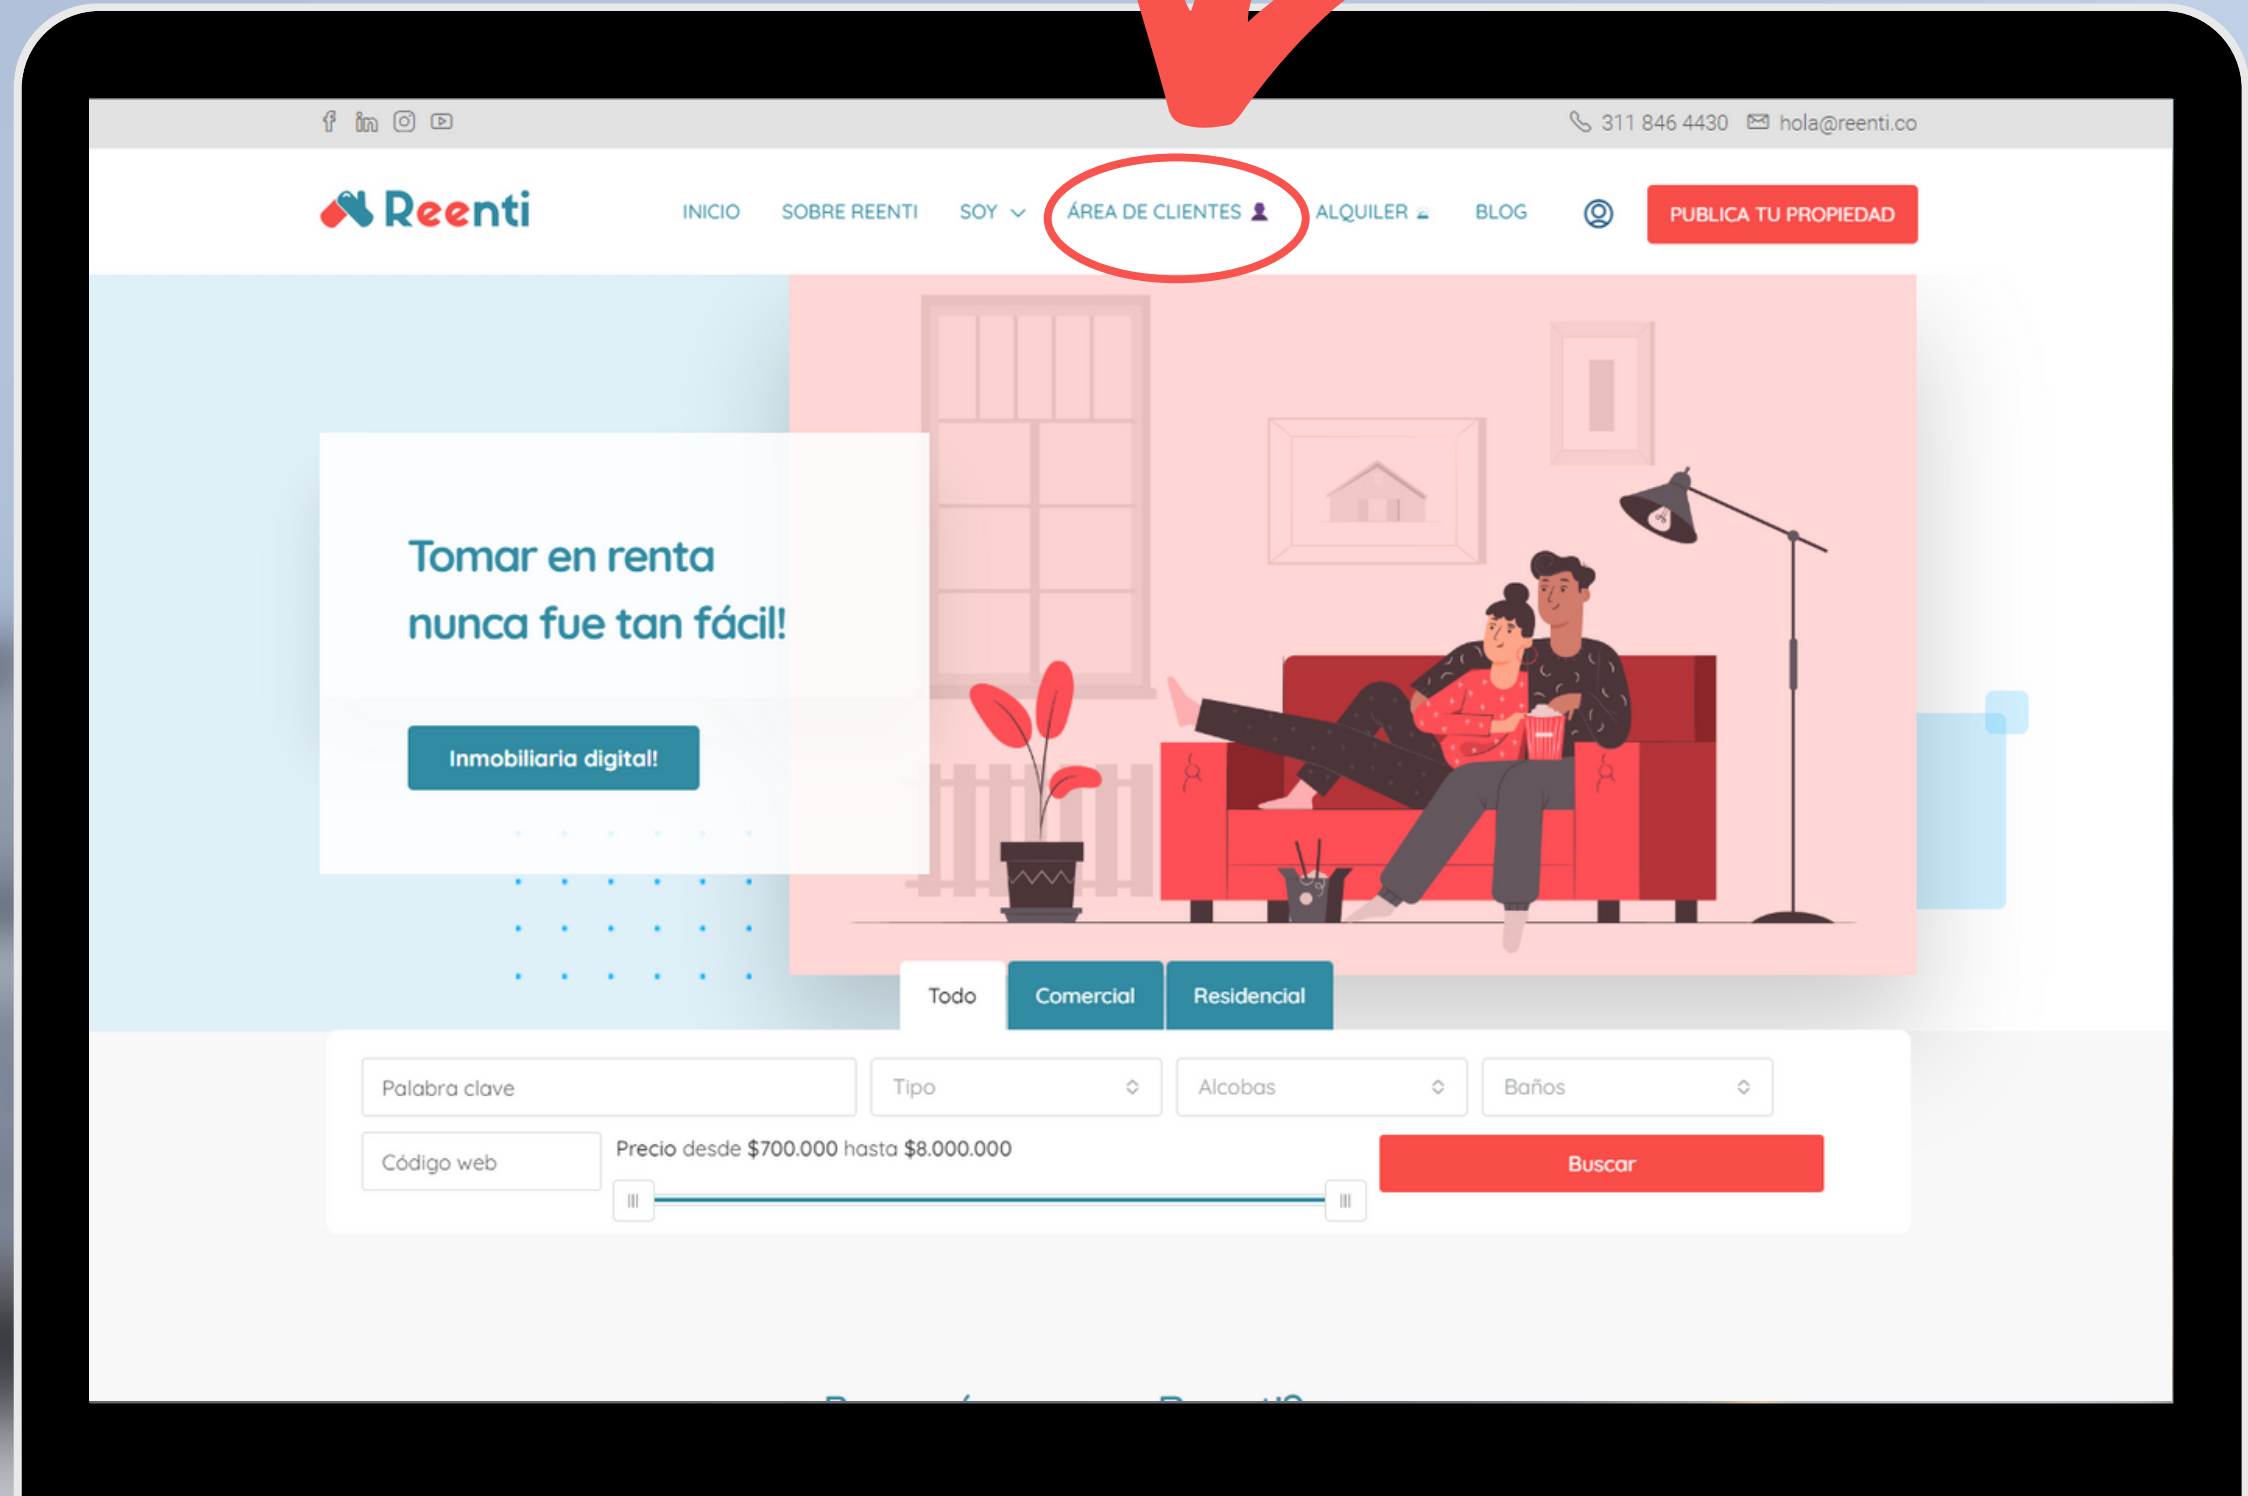 311 846 4430 hola@reenti.co
Reenti
INICIO SOBRE REENTI SOY ÁREA DE CLIENTES ALQUILER BLOG PUBLICA TU PROPIEDAD
Tomar en renta
nunca fue tan fácil!
Inmobiliaria digital!
Todo Comercial Residencial
Palabra clave Tipo Alcobas Baños
Código web Precio desde $700.000 hasta $8.000.000 Buscar